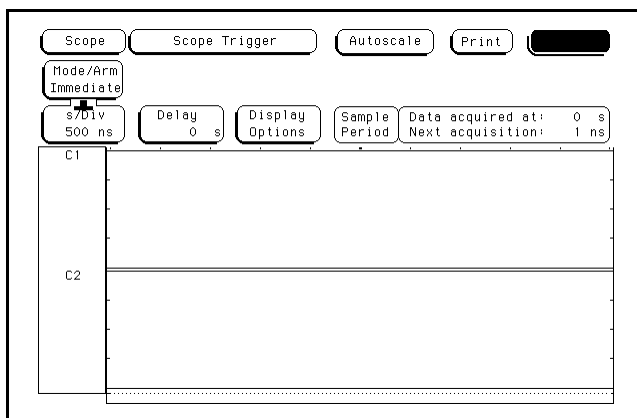 Scope Scope Trigger Autoscale Print
Mode/Arm
Immediate
s/Div Delay Display Sample Data acquired at: 0 s
500 ns 0 s Options Period Next acquisition: 1 ns
C1
C2